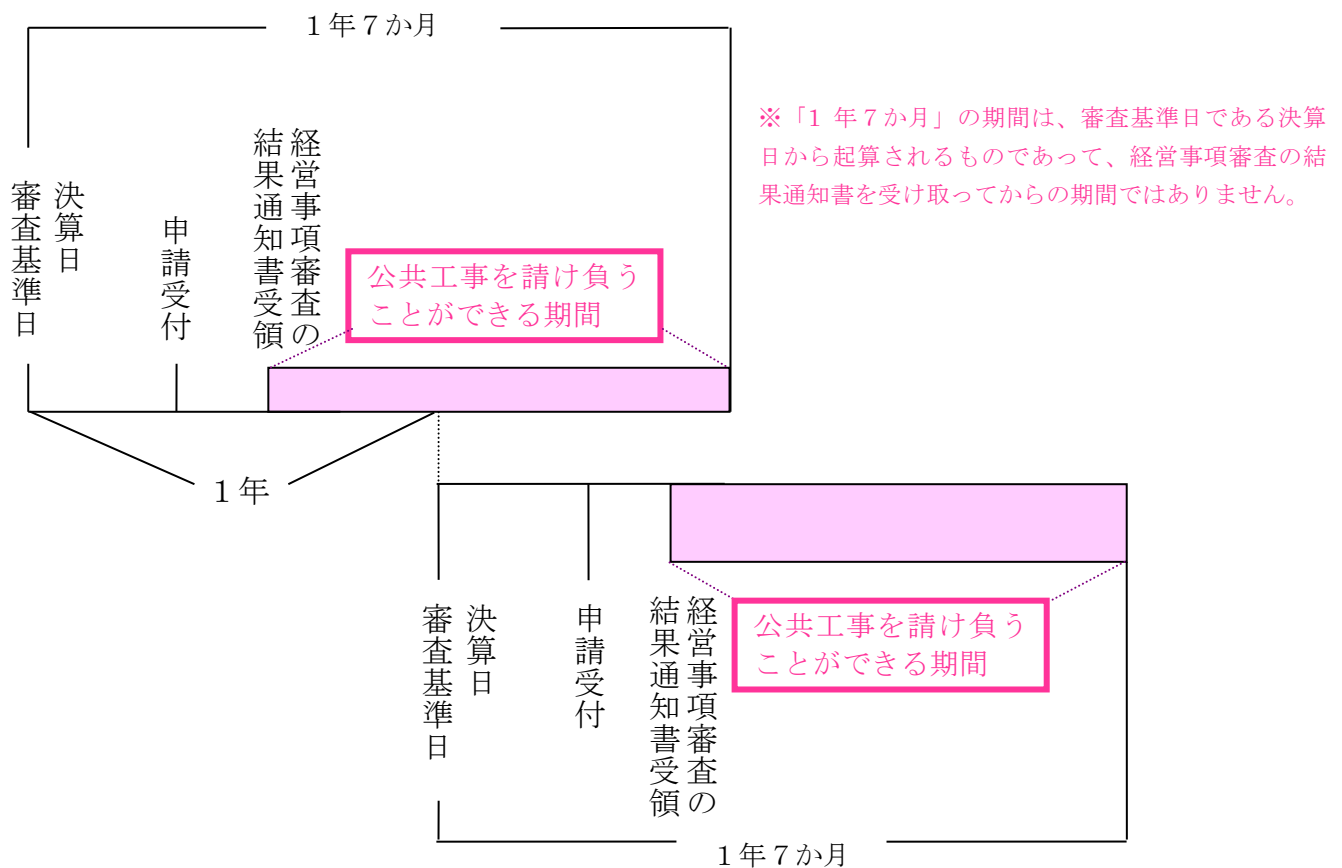 １年７か月
※「1 年７か月」の期間は、審査基準日である決算
日から起算されるものであって、経営事項審査の結
果通知書を受け取ってからの期間ではありません。
決算日
審査基準日
申請受付
経営事項審査の
結果通知書受領
公共工事を請け負う
ことができる期間
１年
決算日
審査基準日
申請受付
経営事項審査の
結果通知書受領
公共工事を請け負う
ことができる期間
１年７か月